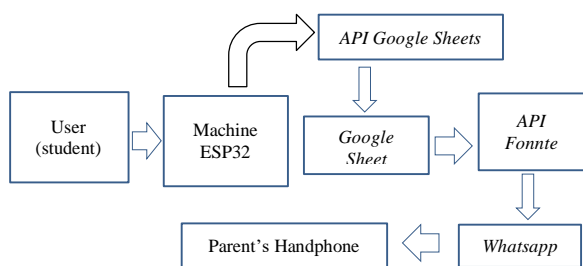 API Google Sheets
User
(student)
Machine
ESP32
Google
Sheet
API
Fonnte
Parent's Handphone
Whatsapp